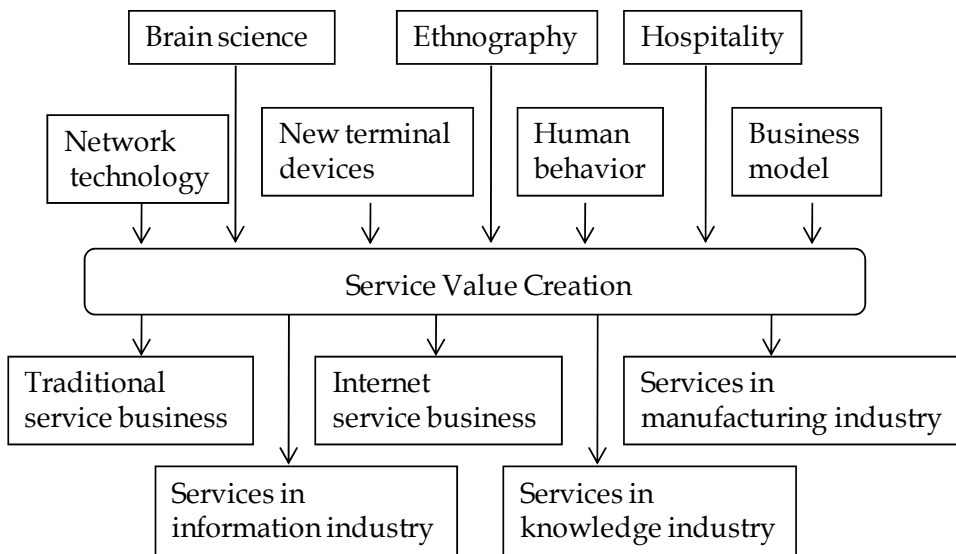 Brain science
Ethnography
Hospitality
Network
technology
New terminal
devices
Human
behavior
Business
model
Service Value Creation
Traditional
service business
Internet
service business
Services in
manufacturing industry
Services in
information industry
Services in
knowledge industry